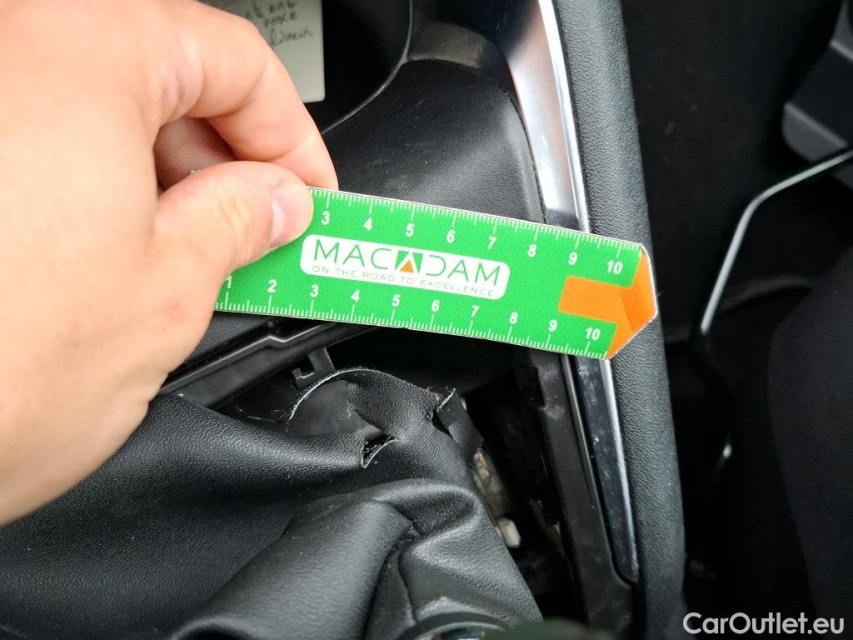 3 4 5 6 7 8 9 10
MACADAM
ON THE ROAD TO EXCELLENCE
1 2 3 4 5 6 7 8 9 10
CarOutlet.eu